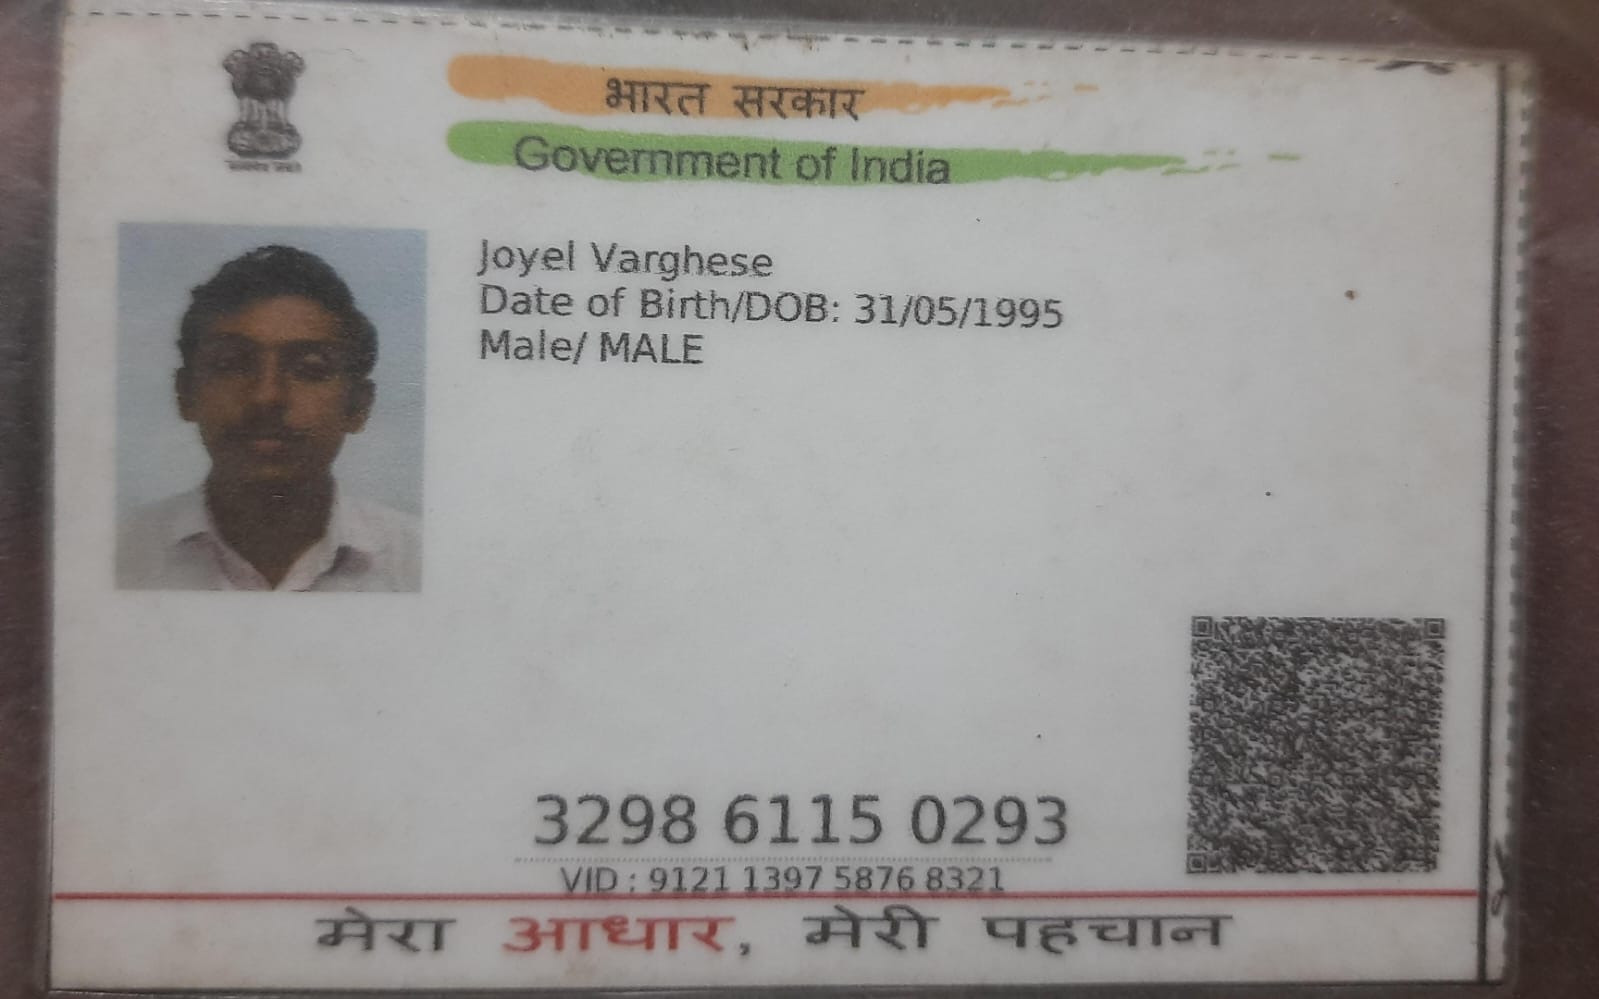 भारत सरकार
Government of India
Joyel Varghese
Date of Birth/DOB: 31/05/1995
Male/ MALE
3298 6115 0293
VID : 9121 1397 5876 8321
मेरा आधार, मेरी पहचान